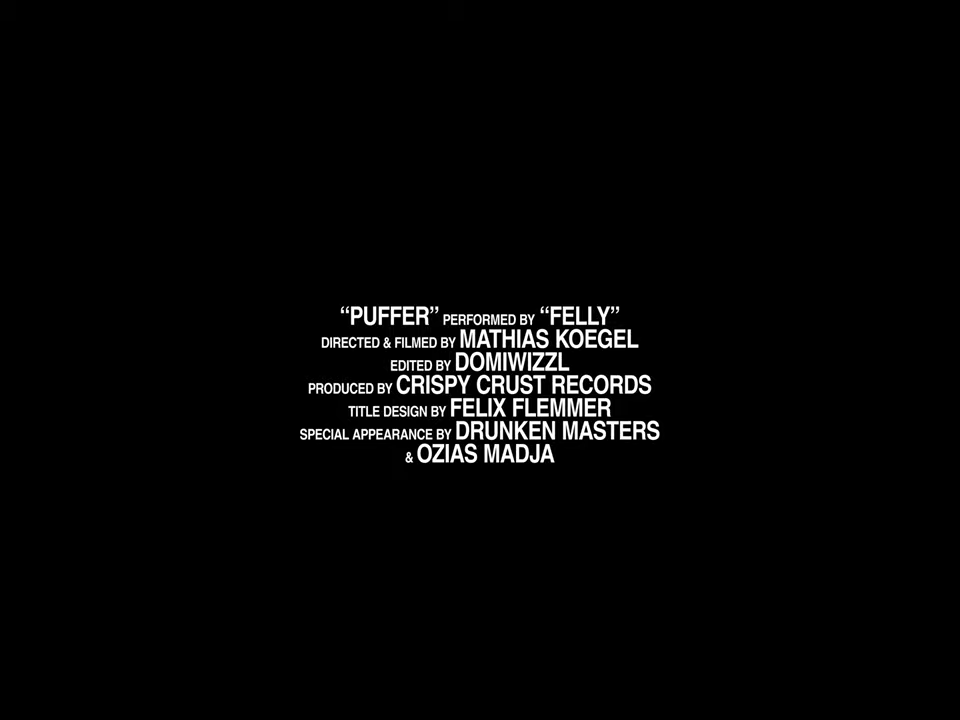 “PUFFER” PERFORMED BY “FELLY”
DIRECTED & FILMED BY MATHIAS KOEGEL
EDITED BY DOMIWIZZL
PRODUCED BY CRISPY CRUST RECORDS
TITLE DESIGN BY FELIX FLEMMER
SPECIAL APPEARANCE BY DRUNKEN MASTERS
& OZIAS MADJA